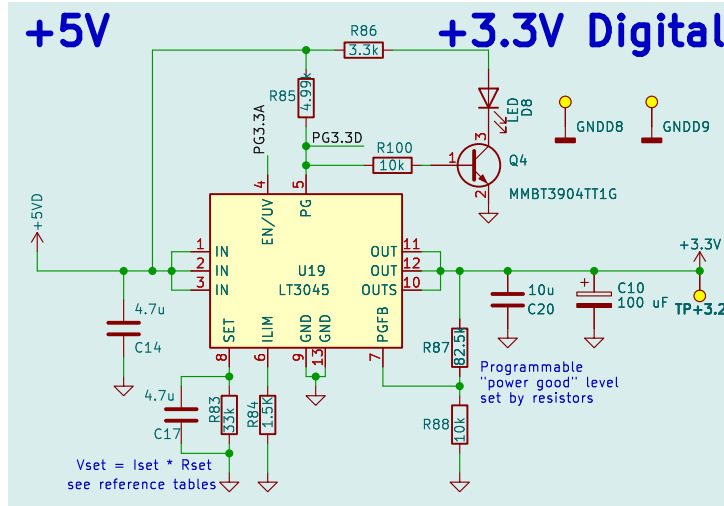 +5V
+3.3V Digital
R86
3.3k
R85
4.99k
PG3.3A
PG3.3D
LED
D8
GNDD8
GNDD9
R100
10k
1
3
2
Q4
MMBT3904TT1G
+5VD
4
5
EN/UV
PG
1
IN
2
IN
3
IN
U19
LT3045
OUT
11
OUT
12
OUTS
10
SET
ILIM
GND
GND
PGFB
8
6
9
13
7
4.7u
C14
4.7u
C17
R83
33k
R84
1.5K
R87
82.5k
R88
10k
10u
C20
+
C10
100 uF
+3.3V
TP+3.2
Programmable
"power good" level
set by resistors
Vset = Iset * Rset
see reference tables